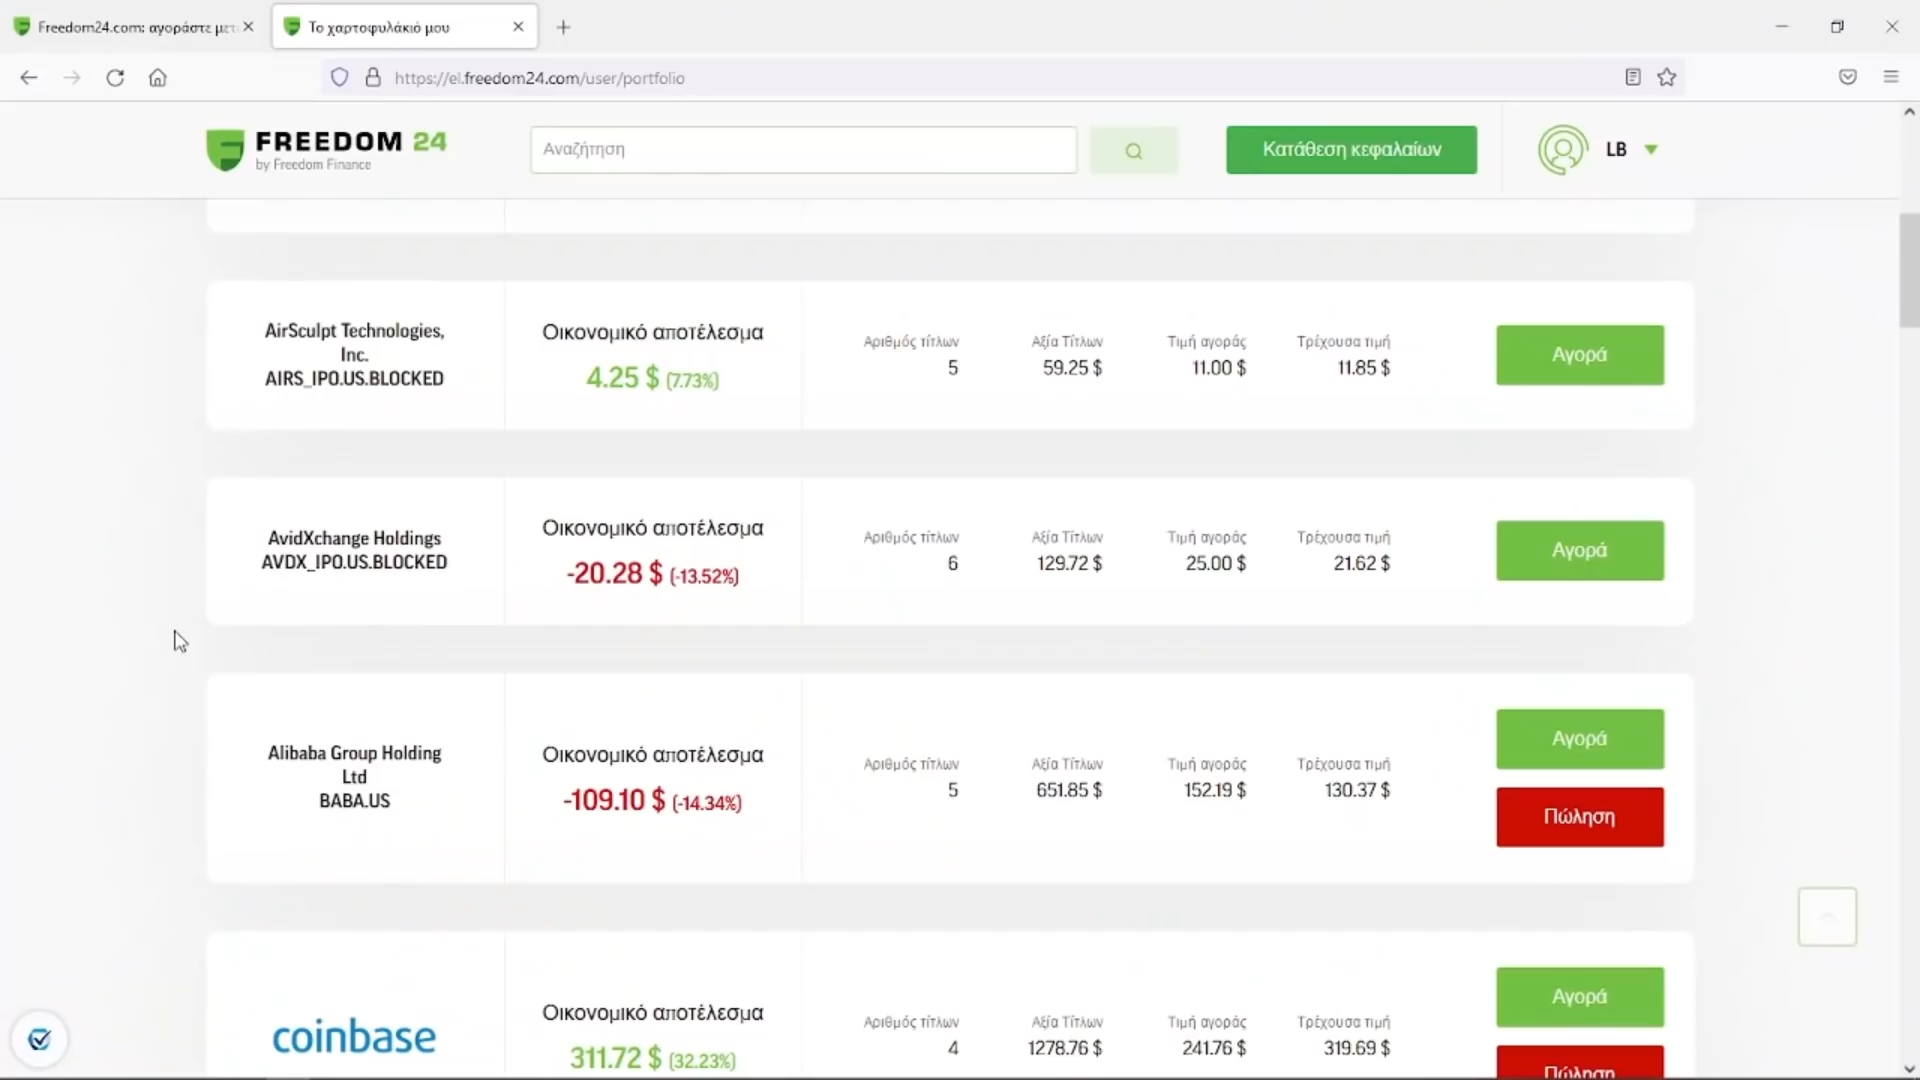 Freedom24.com: αγοράστε μετ
Το χαρτοφυλάκιό μου
https://el.freedom24.com/user/portfolio
FREEDOM 24
by Freedom Finance
Αναζήτηση
Κατάθεση κεφαλαίων
LB
AirSculpt Technologies,
Inc.
AIRS_IPO.US.BLOCKED
Οικονομικό αποτέλεσμα
4.25 $ (7.73%)
Αριθμός τίτλων
5
Αξία Τίτλων
59.25 $
Τιμή αγοράς
11.00 $
Τρέχουσα τιμή
11.85 $
Αγορά
AvidXchange Holdings
AVDX_IPO.US.BLOCKED
Οικονομικό αποτέλεσμα
-20.28 $ (-13.52%)
Αριθμός τίτλων
6
Αξία Τίτλων
129.72 $
Τιμή αγοράς
25.00 $
Τρέχουσα τιμή
21.62 $
Αγορά
Alibaba Group Holding
Ltd
BABA.US
Οικονομικό αποτέλεσμα
-109.10 $ (-14.34%)
Αριθμός τίτλων
5
Αξία Τίτλων
651.85 $
Τιμή αγοράς
152.19 $
Τρέχουσα τιμή
130.37 $
Αγορά
Πώληση
coinbase
Οικονομικό αποτέλεσμα
311.72 $ (32.23%)
Αριθμός τίτλων
4
Αξία Τίτλων
1278.76 $
Τιμή αγοράς
241.76 $
Τρέχουσα τιμή
319.69 $
Αγορά
Πώληση